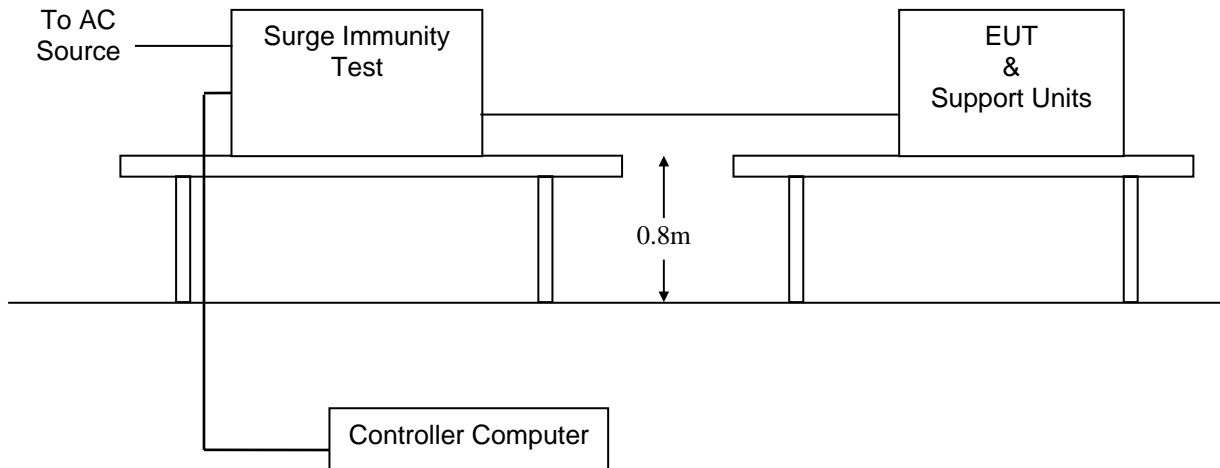 To AC
Source
Surge Immunity
Test
EUT
&
Support Units
0.8m
Controller Computer